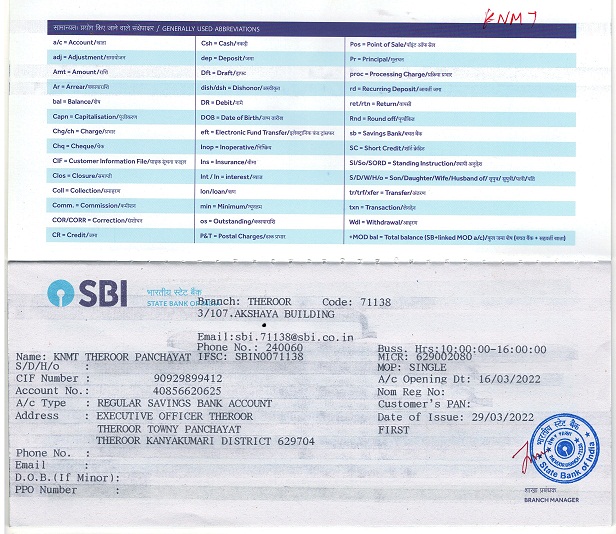 KNMT
सामान्यतः प्रयोग किए जाने वाले संक्षेपाक्षर / GENERALLY USED ABBREVIATIONS
a/c = Account/खाता
Csh = Cash/नकदी
Pos = Point of Sale/पॉइंट ऑफ सेल
adj = Adjustment/समायोजन
dep = Deposit/जमा
Pr = Principal/मूलधन
Amt = Amount/राशि
Dft = Draft/ड्राफ्ट
proc = Processing Charge/प्रक्रिया प्रभार
Ar = Arrear/बकाया राशि
dish/dsh = Dishonor/अस्वीकृत
rd = Recurring Deposit/आवर्ती जमा
bal = Balance/शेष
DR = Debit/नामे
ret/rtn = Return/वापसी
Capn = Capitalisation/पूंजीकरण
DOB = Date of Birth/जन्म तारीख
Rnd = Round off/पूर्णांकित
Chg/ch = Charge/प्रभार
eft = Electronic Fund Transfer/इलेक्ट्रानिक फंड ट्रांसफर
sb = Savings Bank/बचत बैंक
Chq = Cheque/चेक
Inop = Inoperative/निष्क्रिय
SC = Short Credit/शॉर्ट क्रेडिट
CIF = Customer Information File/ग्राहक सूचना फाइल
Ins = Insurance/बीमा
SI/So/SORD = Standing Instruction/स्थायी अनुदेश
Clos = Closure/समाप्ती
Int / In = interest/ब्याज
S/D/W/H/o = Son/Daughter/Wife/Husband of/
Coll = Collection/समाहरण
lon/loan/ऋण
tr/trf/xfer = Transfer/अंतरण
Comm. = Commission/कमीशन
min = Minimum/न्यूनतम
txn = Transaction/लेनदेन
COR/CORR = Correction/संशोधन
os = Outstanding/बकाया राशि
Wdl = Withdrawal/आहरण
CR = Credit/जमा
P&T = Postal Charges/डाक प्रभार
+MOD bal = Total balance (SB+linked MOD a/c)/कुल जमा शेष (बचत बैंक + सहबर्ती खाता)
SBI
भारतीय स्टेट बैंक
STATE BANK OF
Branch: THEROOR Code: 71138
3/107.AKSHAYA BUILDING
Email:sbi.71138@sbi.co.in
Phone No.: 240060
Buss. Hrs:10:00:00-16:00:00
Name: KNMT THEROOR PANCHAYAT IFSC: SBIN0071138
MICR: 629002080
S/D/H/o :
MOP: SINGLE
CIF Number : 90929899412
A/c Opening Dt: 16/03/2022
Account No.: 40856620625
Nom Reg No:
A/c Type : REGULAR SAVINGS BANK ACCOUNT
Customer's PAN:
Address : EXECUTIVE OFFICER THEROOR
Date of Issue: 29/03/2022
THEROOR TOWNY PANCHAYAT
FIRST
THEROOR KANYAKUMARI DISTRICT 629704
Phone No. :
Email :
D.O.B.(If Minor):
PPO Number :
भारतीय स्टेट बैंक
State Bank of India
शाखा प्रबंधक
BRANCH MANAGER